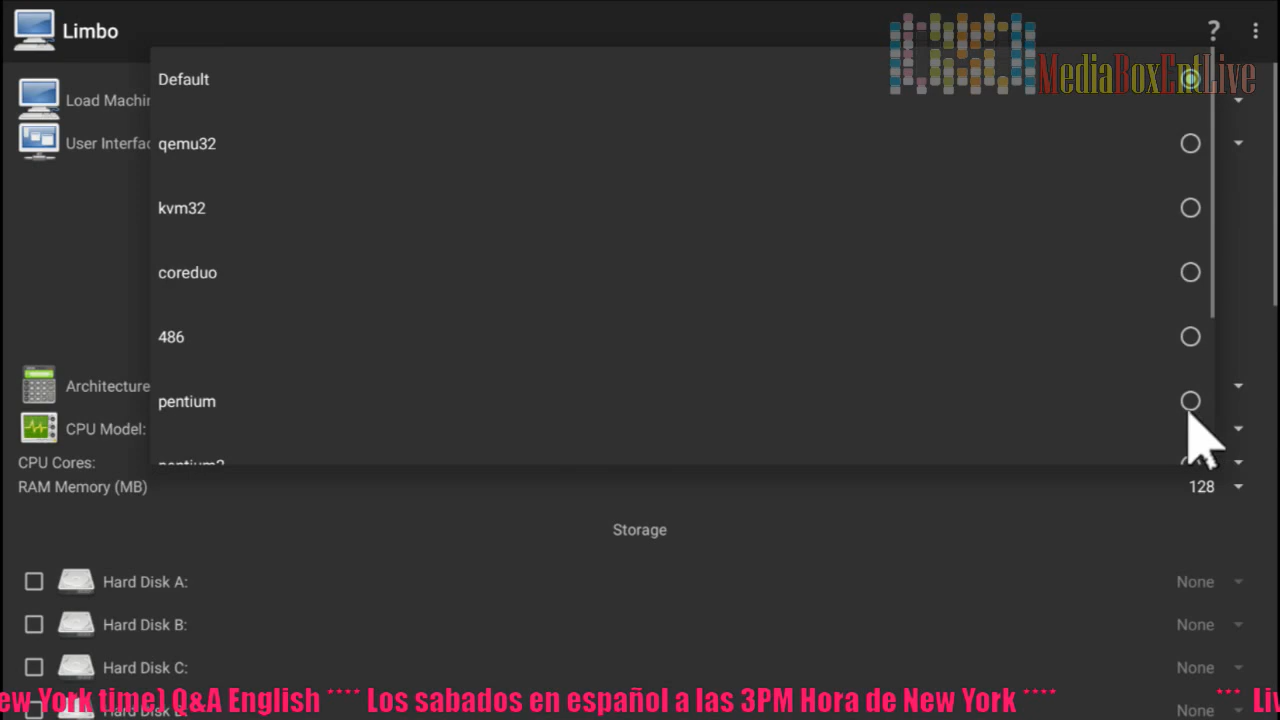 Limbo
?
MediaBoxEntLive
Default
Load Machin
User Interfac
qemu32
kvm32
coreduo
486
Architecture
pentium
CPU Model:
CPU Cores:
RAM Memory (MB)
128
Storage
Hard Disk A:
None
Hard Disk B:
None
Hard Disk C:
None
None
ew York time) Q&A English **** Los sabados en español a las 3PM Hora de New York **** *** Li